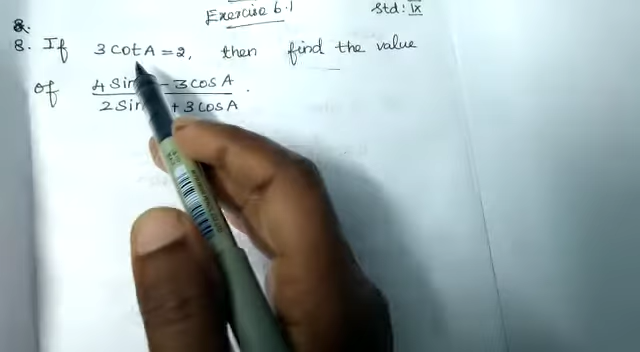 Exercise 6.1
Std: IX
8. If 3 cot A = 2, then find the value
of 4 Sin - 3 cos A
2 Sin + 3 cos A .